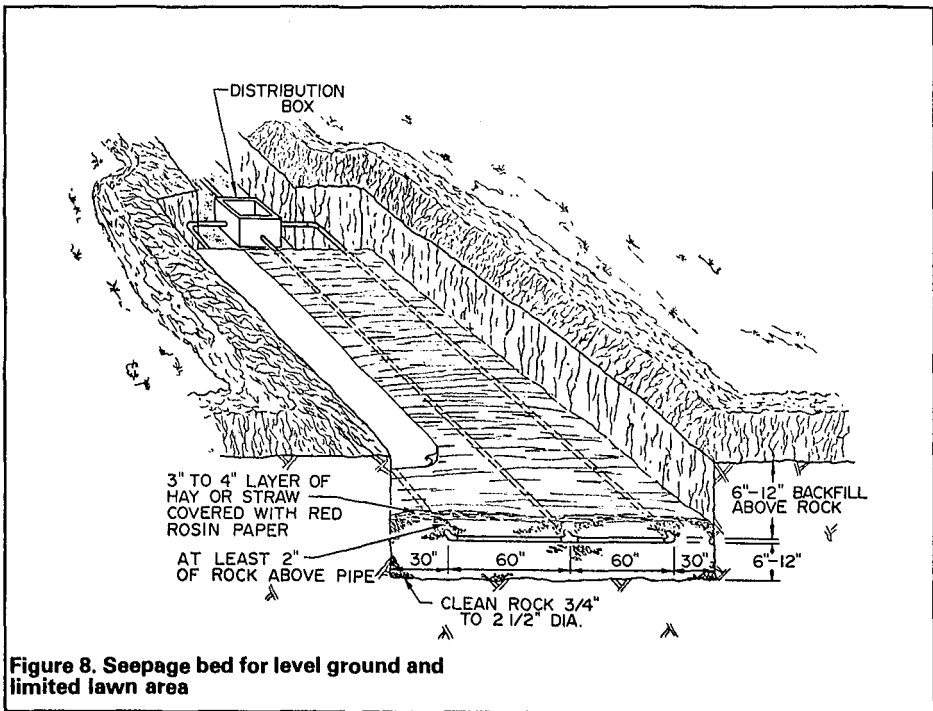 DISTRIBUTION
BOX
3" TO 4" LAYER OF
HAY OR STRAW
COVERED WITH RED
ROSIN PAPER
AT LEAST 2"
OF ROCK ABOVE PIPE
6"-12" BACKFILL
ABOVE ROCK
30" 60" 60" 30" 6"-12"
CLEAN ROCK 3/4"
TO 2 1/2" DIA.
Figure 8. Seepage bed for level ground and
limited lawn area